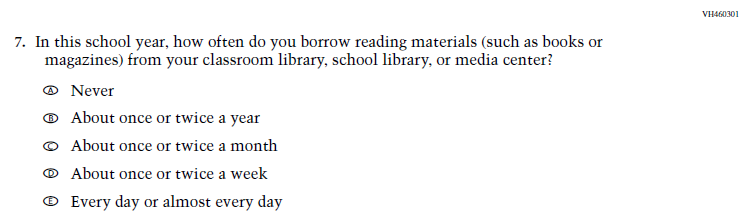 VH460301
7. In this school year, how often do you borrow reading materials (such as books or
magazines) from your classroom library, school library, or media center?
Ⓐ Never
Ⓑ About once or twice a year
Ⓒ About once or twice a month
Ⓓ About once or twice a week
Ⓔ Every day or almost every day